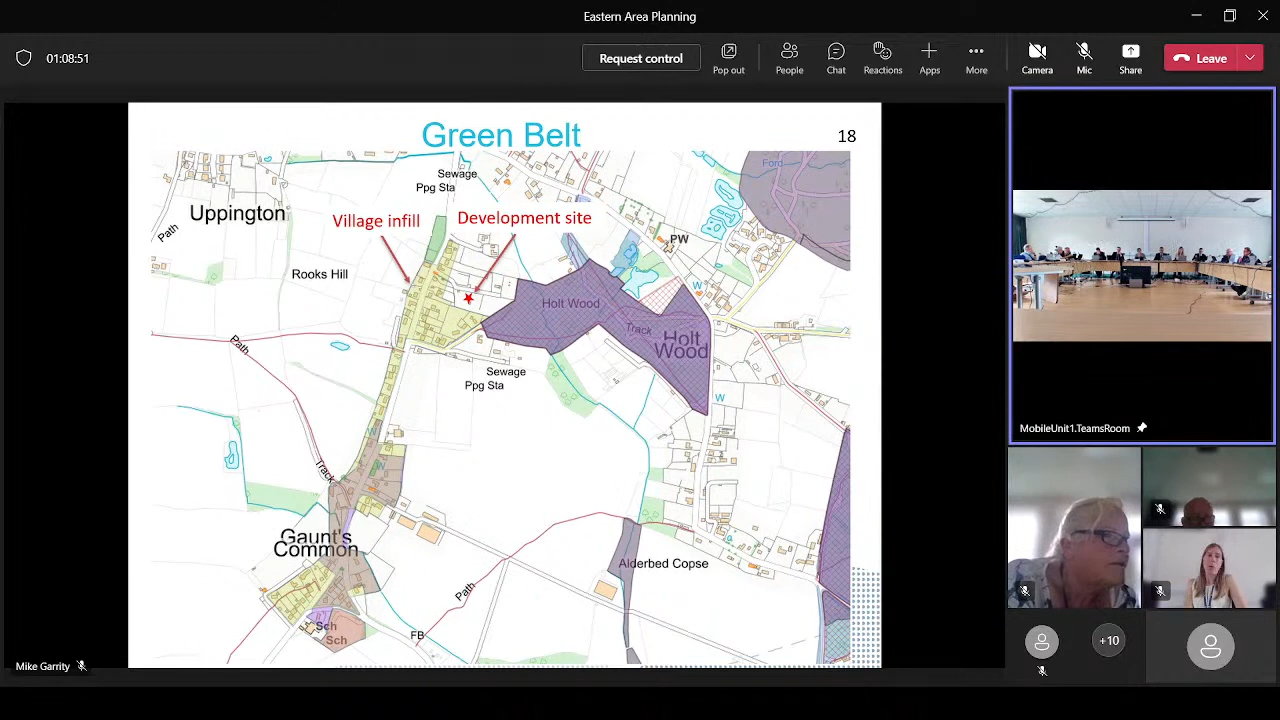 Eastern Area Planning
01:08:51
Request control
Pop out
People
Chat
Reactions
Apps
More
Camera
Mic
Share
Leave
Green Belt
18
Ford
Sewage
Ppg Sta
Uppington
Village infill
Development site
Path
PW
Rooks Hill
W
Holt Wood
Track
Holt
Wood
Path
Sewage
Ppg Sta
W
W
W
Track
Gaunt's
Common
Alderbed Copse
Path
Sch
Sch
FB
MobileUnit1.TeamsRoom
+10
Mike Garrity